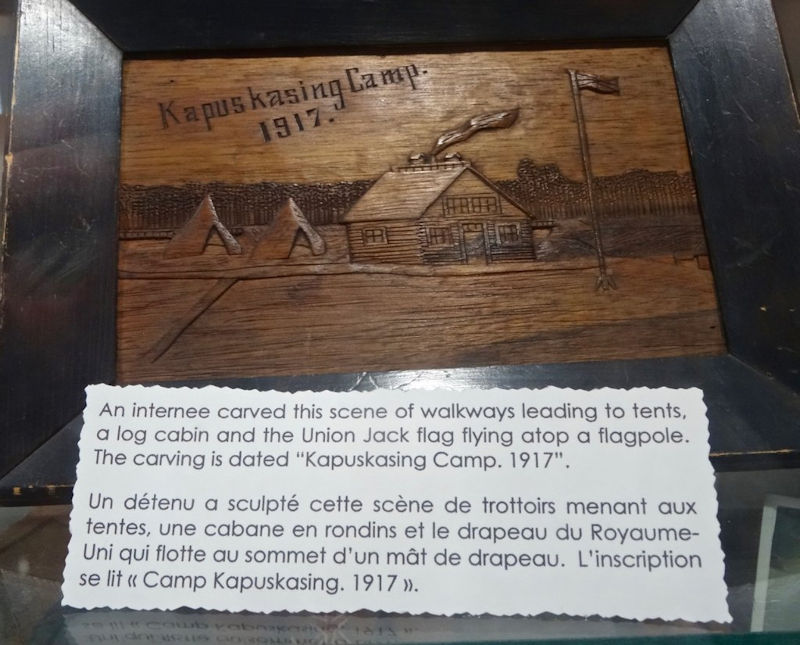 Kapuskasing Camp.
1917.
An internee carved this scene of walkways leading to tents,
a log cabin and the Union Jack flag flying atop a flagpole.
The carving is dated “Kapuskasing Camp. 1917”.
Un détenu a sculpté cette scène de trottoirs menant aux
tentes, une cabane en rondins et le drapeau du Royaume-
Uni qui flotte au sommet d’un mât de drapeau. L’inscription
se lit « Camp Kapuskasing. 1917 ».